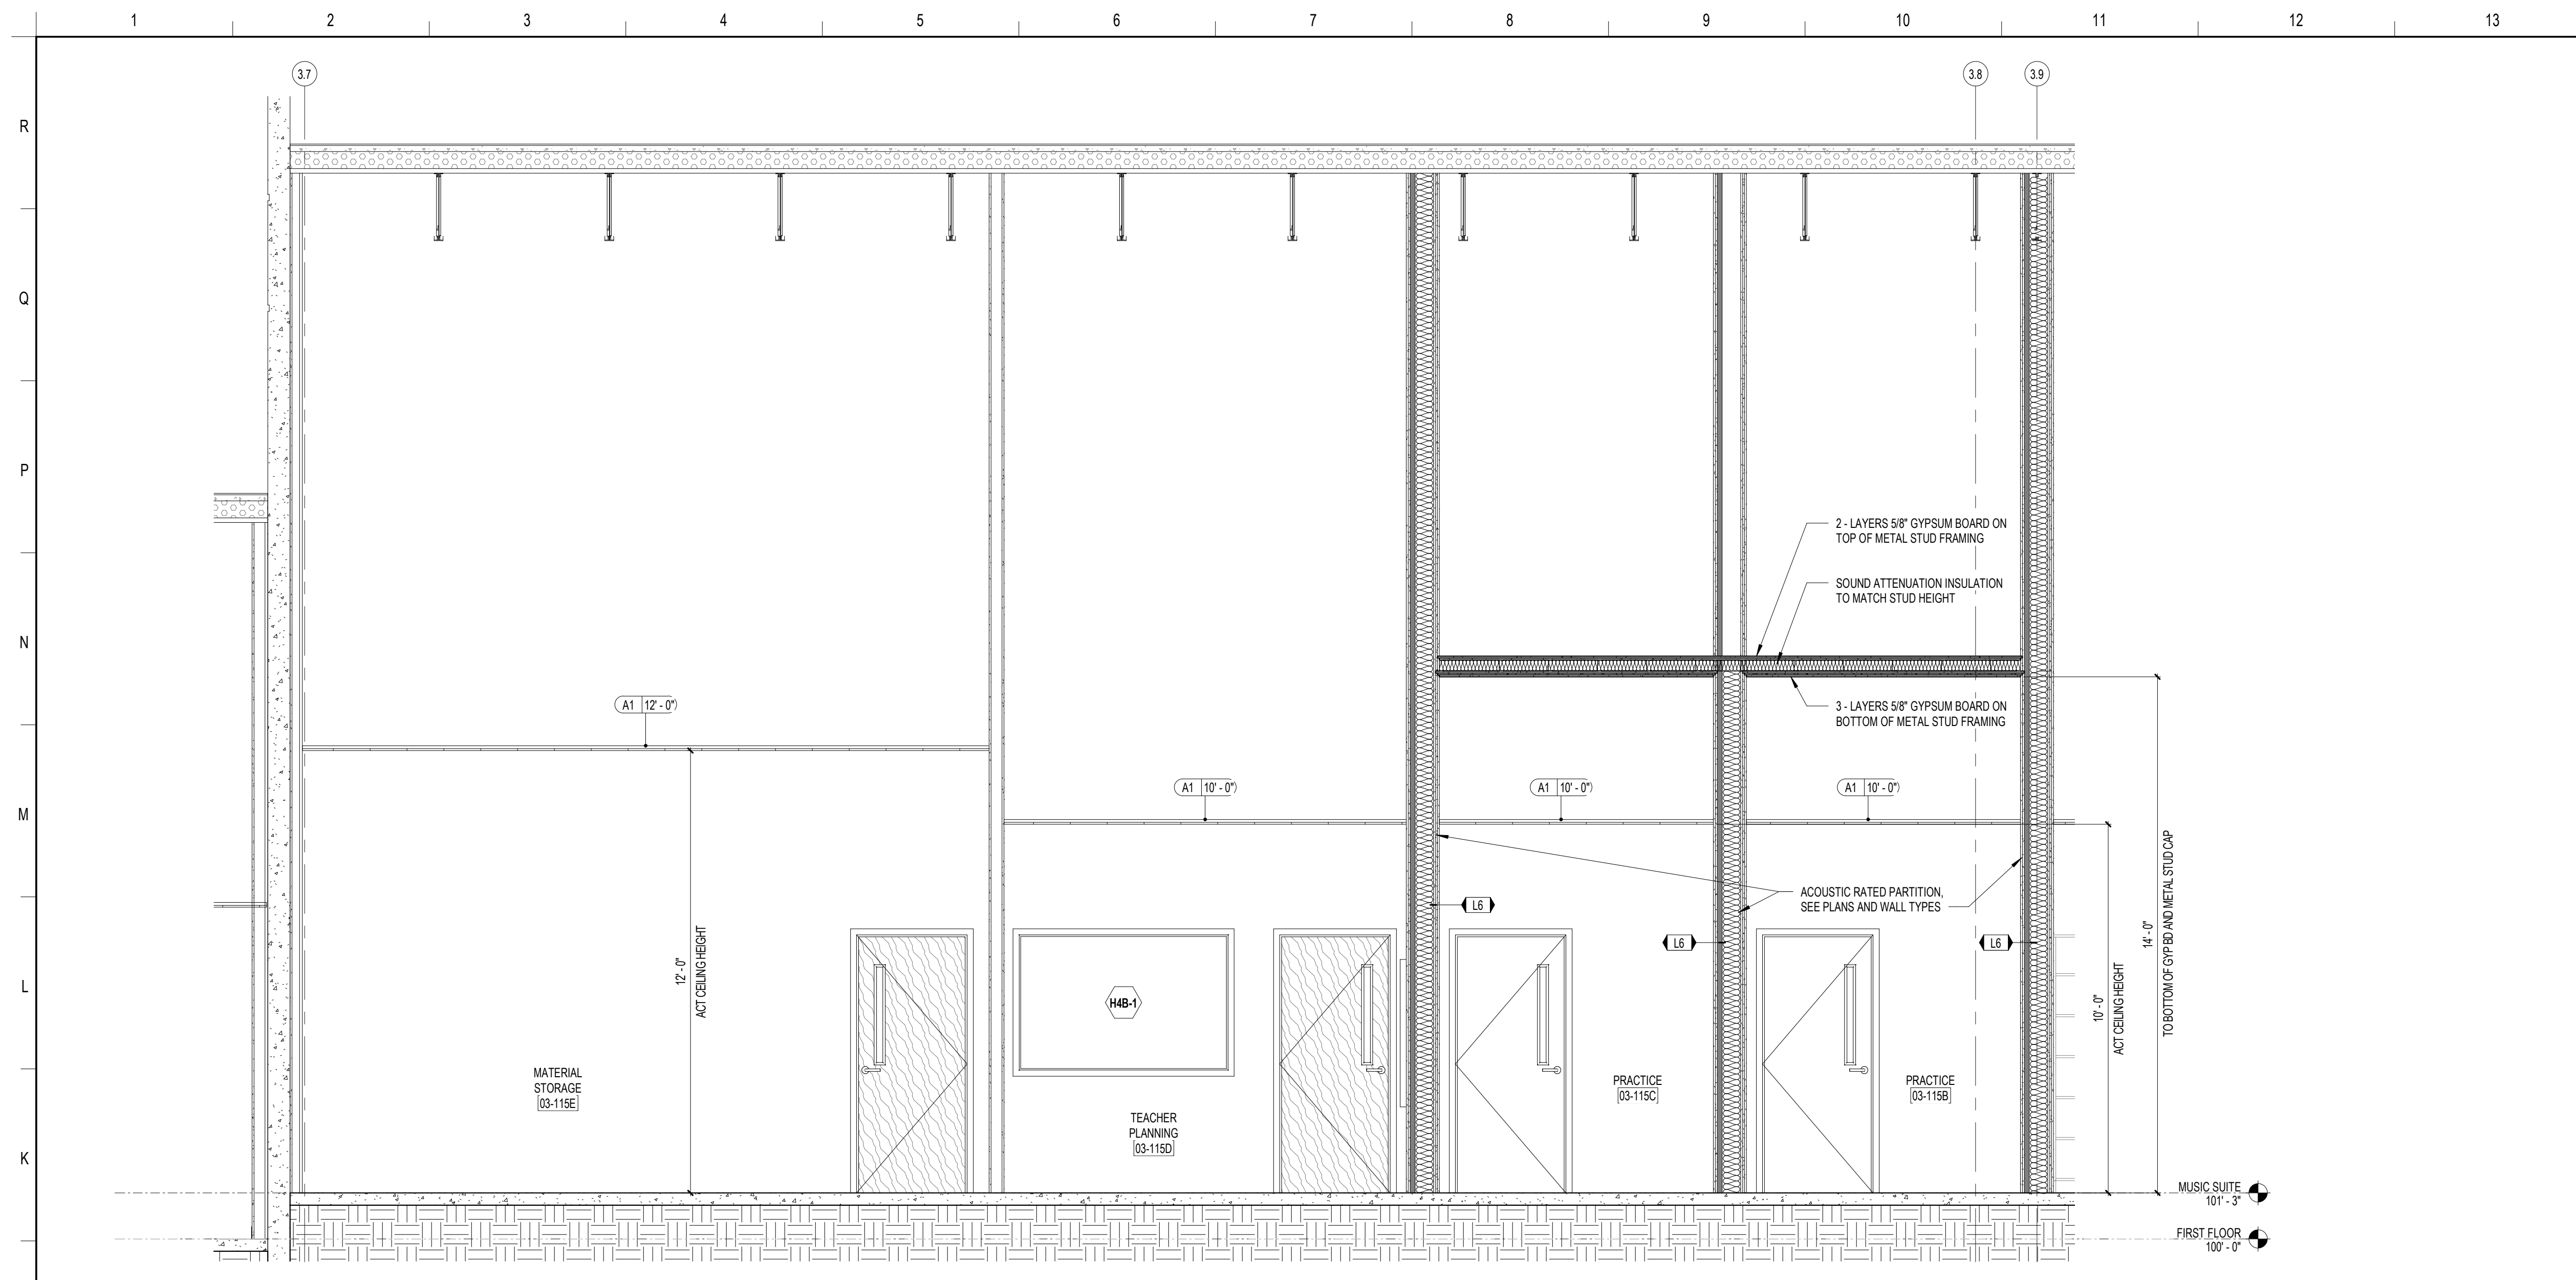 1 2 3 4 5 6 7 8 9 10 11 12 13
3.7 3.8 3.9
R
Q
P
2 - LAYERS 5/8" GYPSUM BOARD ON
TOP OF METAL STUD FRAMING
SOUND ATTENUATION INSULATION
TO MATCH STUD HEIGHT
N
3 - LAYERS 5/8" GYPSUM BOARD ON
BOTTOM OF METAL STUD FRAMING
A1 12' - 0"
A1 10' - 0"
A1 10' - 0"
A1 10' - 0"
M
ACOUSTIC RATED PARTITION,
SEE PLANS AND WALL TYPES
L6
L6
L6
12' - 0"
ACT CEILING HEIGHT
10' - 0"
ACT CEILING HEIGHT
14' - 0"
TO BOTTOM OF GYP BD AND METAL STUD CAP
L
H4B-1
MATERIAL
STORAGE
03-115E
TEACHER
PLANNING
03-115D
PRACTICE
03-115C
PRACTICE
03-115B
K
MUSIC SUITE
101' - 3"
FIRST FLOOR
100' - 0"